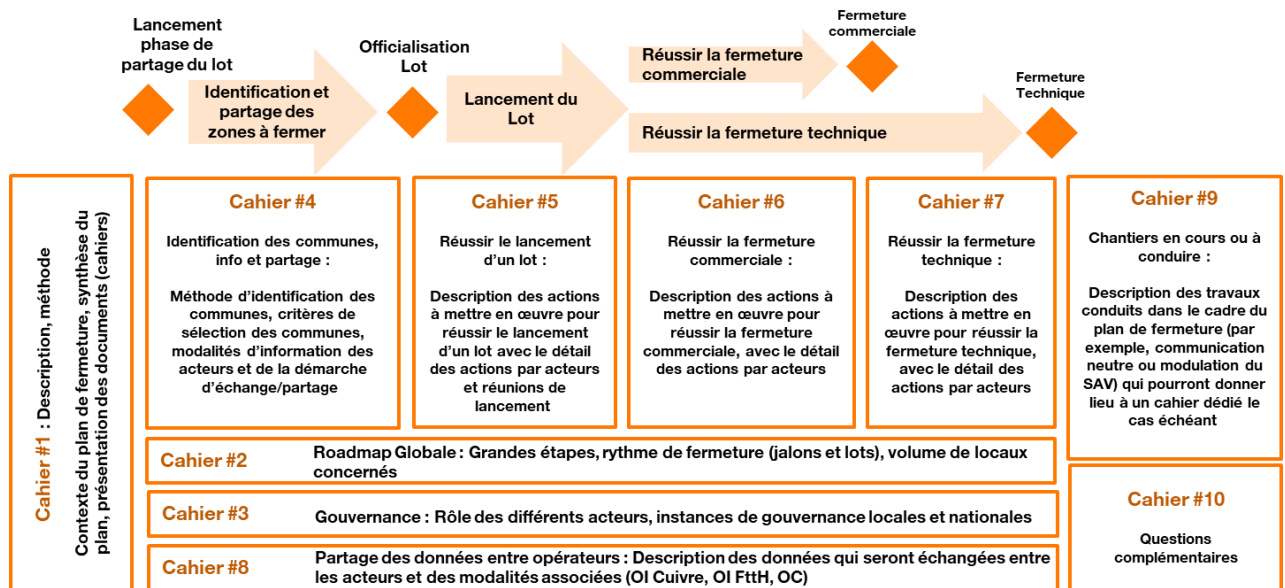 Lancement
phase de
partage du lot
Identification et
partage des
zones à fermer
Officialisation
Lot
Lancement du
Lot
Réussir la fermeture
commerciale
Fermeture
commerciale
Réussir la fermeture technique
Fermeture
Technique
Cahier #1 : Description, méthode
Contexte du plan de fermeture, synthèse du
plan, présentation des documents (cahiers)
Cahier #4
Identification des communes,
info et partage :
Méthode d’identification des
communes, critères de
sélection des communes,
modalités d’information des
acteurs et de la démarche
d’échange/partage
Cahier #5
Réussir le lancement
d’un lot :
Description des actions
à mettre en œuvre pour
réussir le lancement
d’un lot avec le détail
des actions par acteurs
et réunions de
lancement
Cahier #6
Réussir la fermeture
commerciale :
Description des actions à
mettre en œuvre pour
réussir la fermeture
commerciale, avec le détail
des actions par acteurs
Cahier #7
Réussir la fermeture
technique :
Description des
actions à mettre en
œuvre pour réussir la
fermeture technique,
avec le détail des
actions par acteurs
Cahier #9
Chantiers en cours ou à
conduire :
Description des travaux
conduits dans le cadre du
plan de fermeture (par
exemple, communication
neutre ou modulation du
SAV) qui pourront donner
lieu à un cahier dédié le
cas échéant
Cahier #2
Roadmap Globale : Grandes étapes, rythme de fermeture (jalons et lots), volume de locaux
concernés
Cahier #3
Gouvernance : Rôle des différents acteurs, instances de gouvernance locales et nationales
Cahier #8
Partage des données entre opérateurs : Description des données qui seront échangées entre
les acteurs et des modalités associées (OI Cuivre, OI FttH, OC)
Cahier #10
Questions
complémentaires